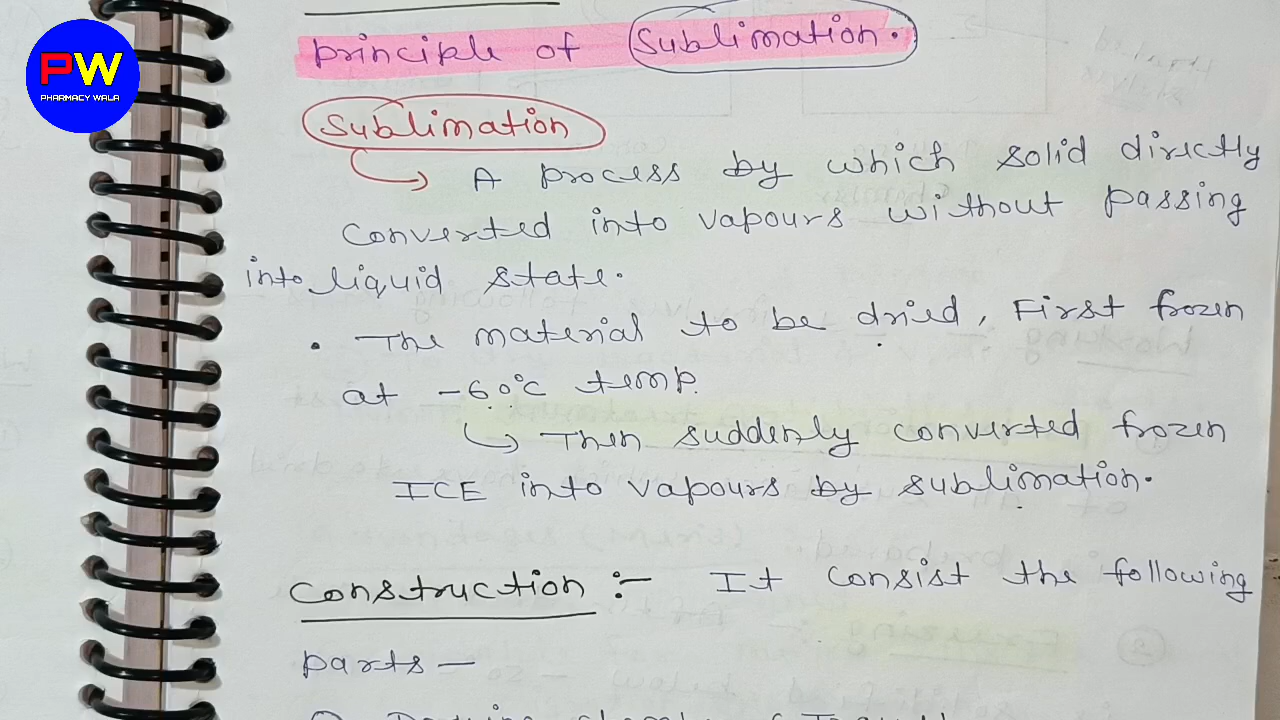 PW
PHARMACY WALA
principle of Sublimation.
Sublimation
A process by which solid directly
converted into vapours without passing
into liquid state.
• The material to be dried, First frozen
at -60°C temp.
Then suddenly converted frozen
ICE into vapours by sublimation.
Construction :- It consist the following
parts -